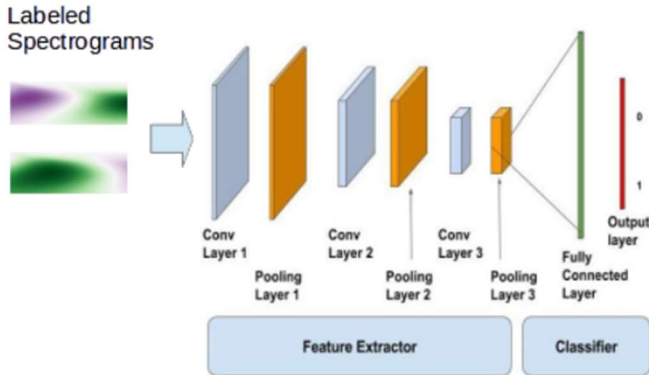 Labeled
Spectrograms
0
1
Conv
Layer 1
Pooling
Layer 1
Conv
Layer 2
Pooling
Layer 2
Conv
Layer 3
Pooling
Layer 3
Fully
Connected
Layer
Output
layer
Feature Extractor
Classifier